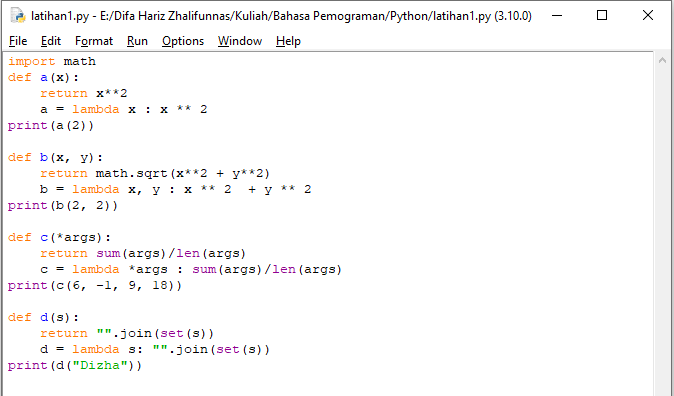 latihan1.py - E:/Difa Hariz Zhalifunnas/Kuliah/Bahasa Pemograman/Python/latihan1.py (3.10.0)
File Edit Format Run Options Window Help
import math
def a(x):
    return x**2
    a = lambda x : x ** 2
print(a(2))

def b(x, y):
    return math.sqrt(x**2 + y**2)
    b = lambda x, y : x ** 2  + y ** 2
print(b(2, 2))

def c(*args):
    return sum(args)/len(args)
    c = lambda *args : sum(args)/len(args)
print(c(6, -1, 9, 18))

def d(s):
    return "".join(set(s))
    d = lambda s: "".join(set(s))
print(d("Dizha"))